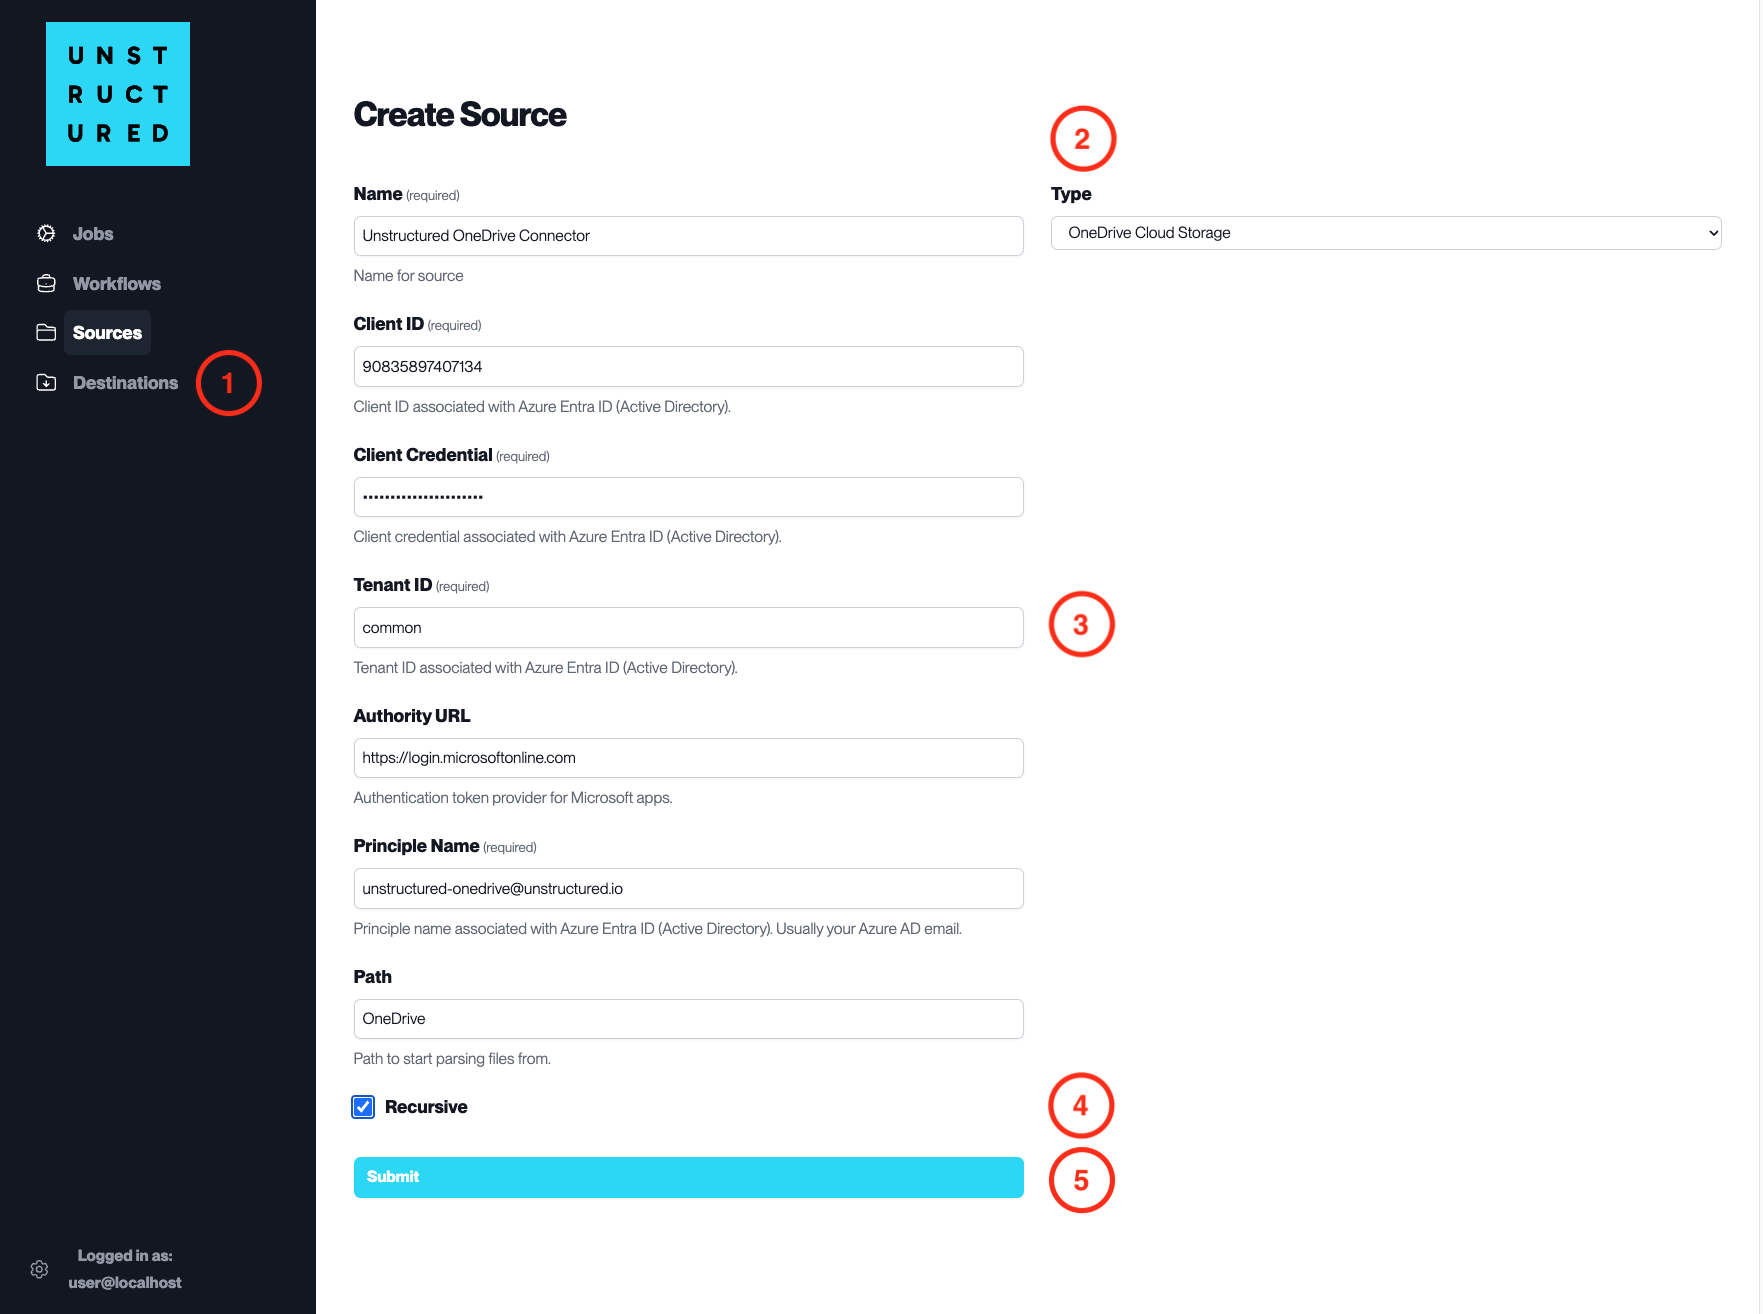 UNST
RUCT
URED
Jobs
Workflows
Sources
Destinations
1
Create Source
2
Name (required)
Unstructured OneDrive Connector
Name for source
Type
OneDrive Cloud Storage
Client ID (required)
90835897407134
Client ID associated with Azure Entra ID (Active Directory).
Client Credential (required)
Client credential associated with Azure Entra ID (Active Directory).
Tenant ID (required)
common
3
Tenant ID associated with Azure Entra ID (Active Directory).
Authority URL
https://login.microsoftonline.com
Authentication token provider for Microsoft apps.
Principle Name (required)
unstructured-onedrive@unstructured.io
Principle name associated with Azure Entra ID (Active Directory). Usually your Azure AD email.
Path
OneDrive
Path to start parsing files from.
Recursive
4
Submit
5
Logged in as:
user@localhost